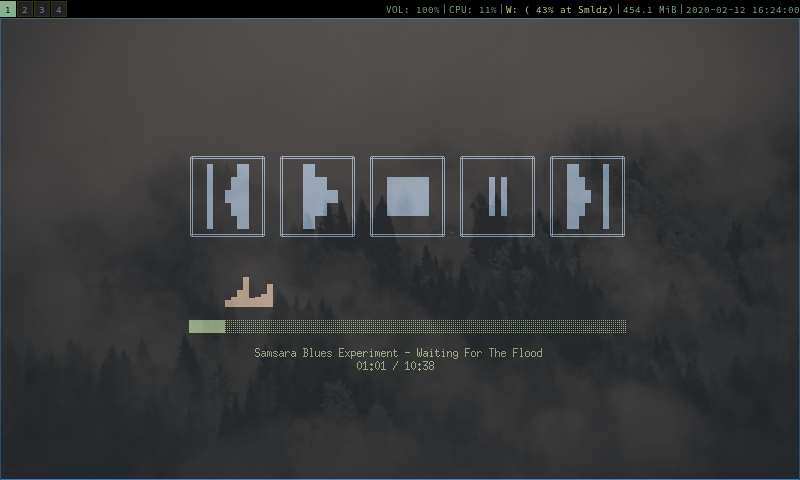 1 2 3 4 VOL: 100%|CPU: 11%|W: ( 43% at Smldz)|454.1 MiB|2020-02-12 16:24:00
Samsara Blues Experiment - Waiting For The Flood
01:01 / 10:38